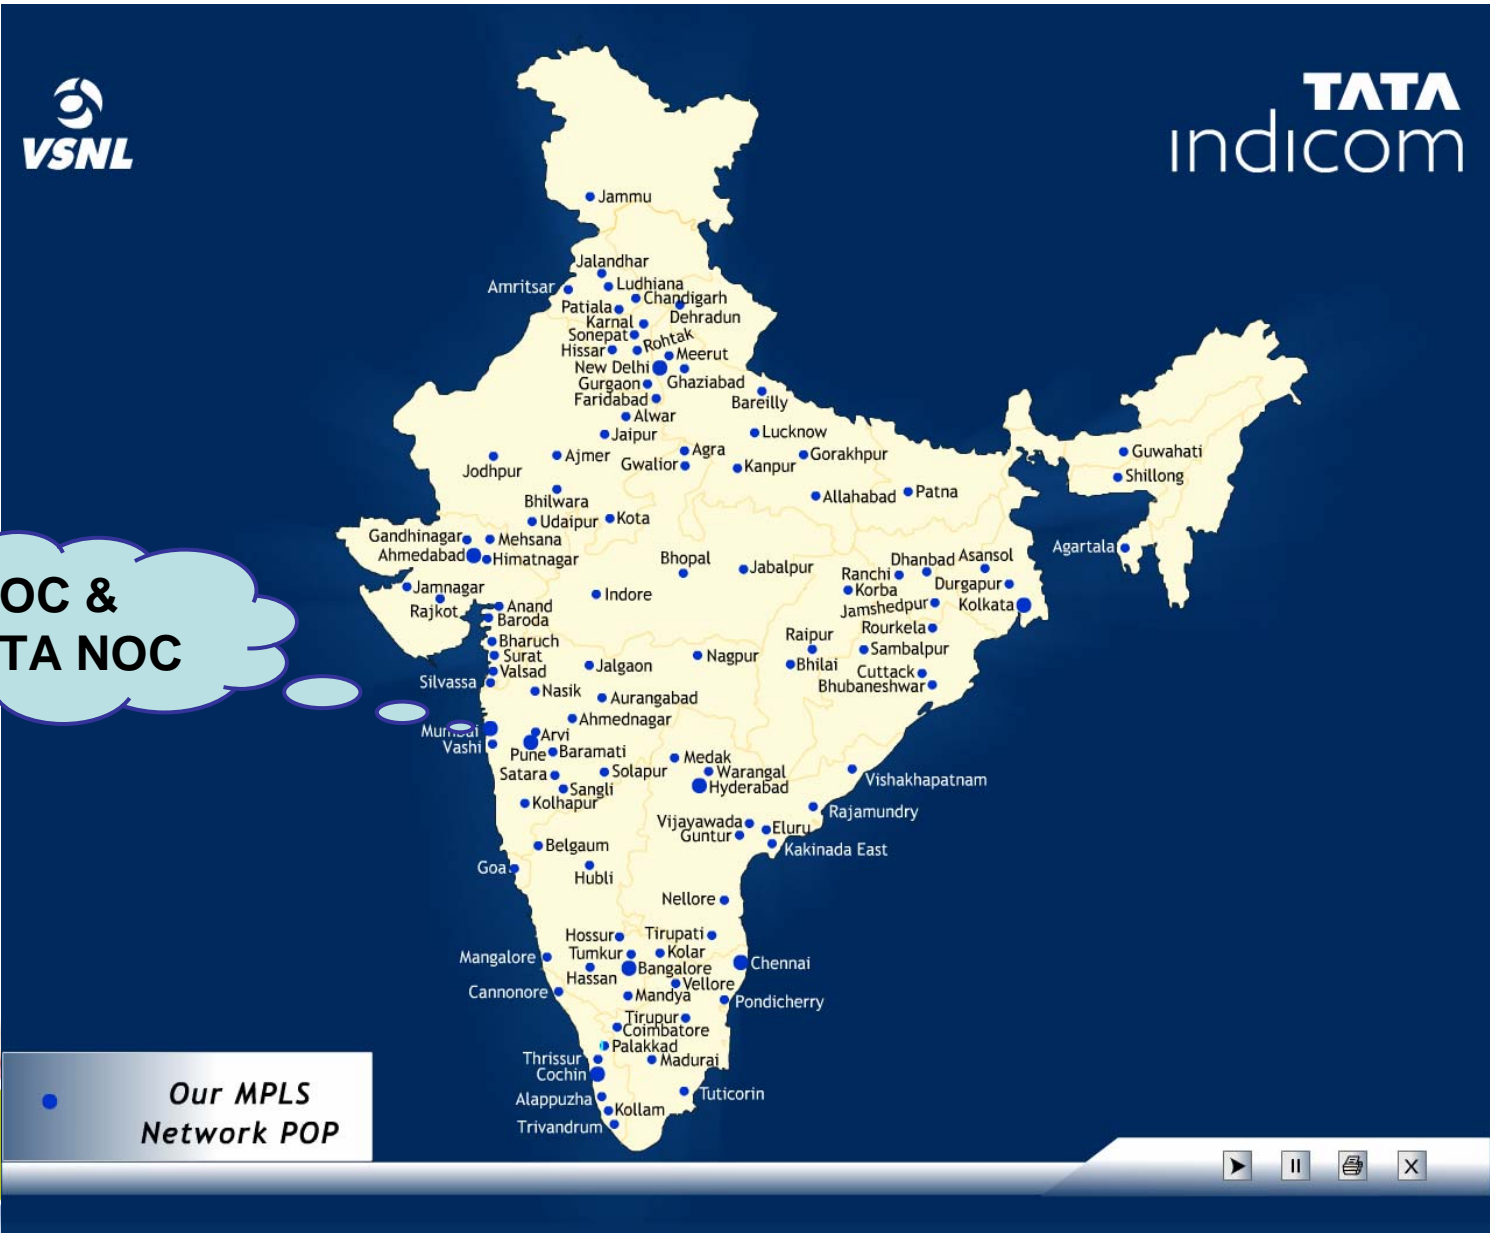 VSNL
TATA
indicom
Jammu
Jalandhar
Amritsar
Ludhiana
Chandigarh
Patiala
Dehradun
Karnal
Sonepat
Rohtak
Hissar
Meerut
New Delhi
Gurgaon
Ghaziabad
Faridabad
Bareilly
Alwar
Jaipur
Lucknow
Jodhpur
Ajmer
Agra
Gwalior
Kanpur
Gorakhpur
Guwahati
Shillong
Bhilwara
Allahabad
Patna
Udaipur
Kota
Gandhinagar
Mehsana
Ahmedabad
Himatnagar
Bhopal
Jabalpur
Dhanbad
Asansol
Agartala
Ranchi
Durgapur
Korba
Jamnagar
Rajkot
Indore
Jamshedpur
Kolkata
Anand
Baroda
Rourkela
Bharuch
Raipur
Sambalpur
Surat
Nagpur
Bhilai
Jalgaon
Valsad
Cuttack
Silvassa
Bhubaneshwar
Nasik
Aurangabad
OC &
TA NOC
Ahmednagar
Mumbai
Arvi
Vashi
Pune
Baramati
Medak
Satara
Solapur
Warangal
Vishakhapatnam
Sangli
Hyderabad
Kolhapur
Rajamundry
Vijayawada
Eluru
Guntur
Kakinada East
Belgaum
Goa
Hubli
Nellore
Hossur
Tirupati
Mangalore
Tumkur
Kolar
Hassan
Bangalore
Chennai
Vellore
Cannonore
Mandya
Pondicherry
Tirupur
Coimbatore
Palakkad
Thrissur
Madurai
Cochin
Alappuzha
Tuticorin
Kollam
Trivandrum
Our MPLS
Network POP
X